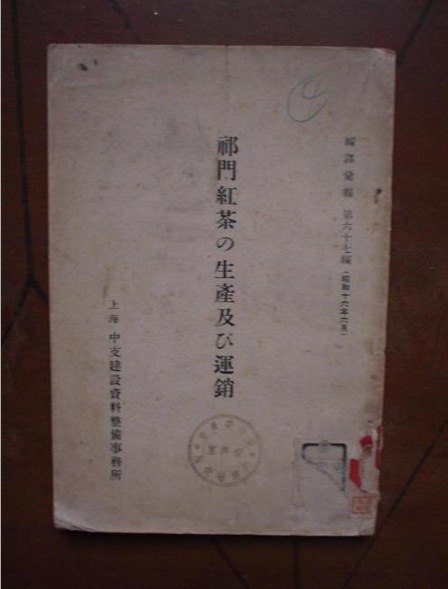 編譯彙報 第六十七編 (昭和十六年六月)
祁門紅茶の生產及び運銷
上海 中支建設資料整備事務所